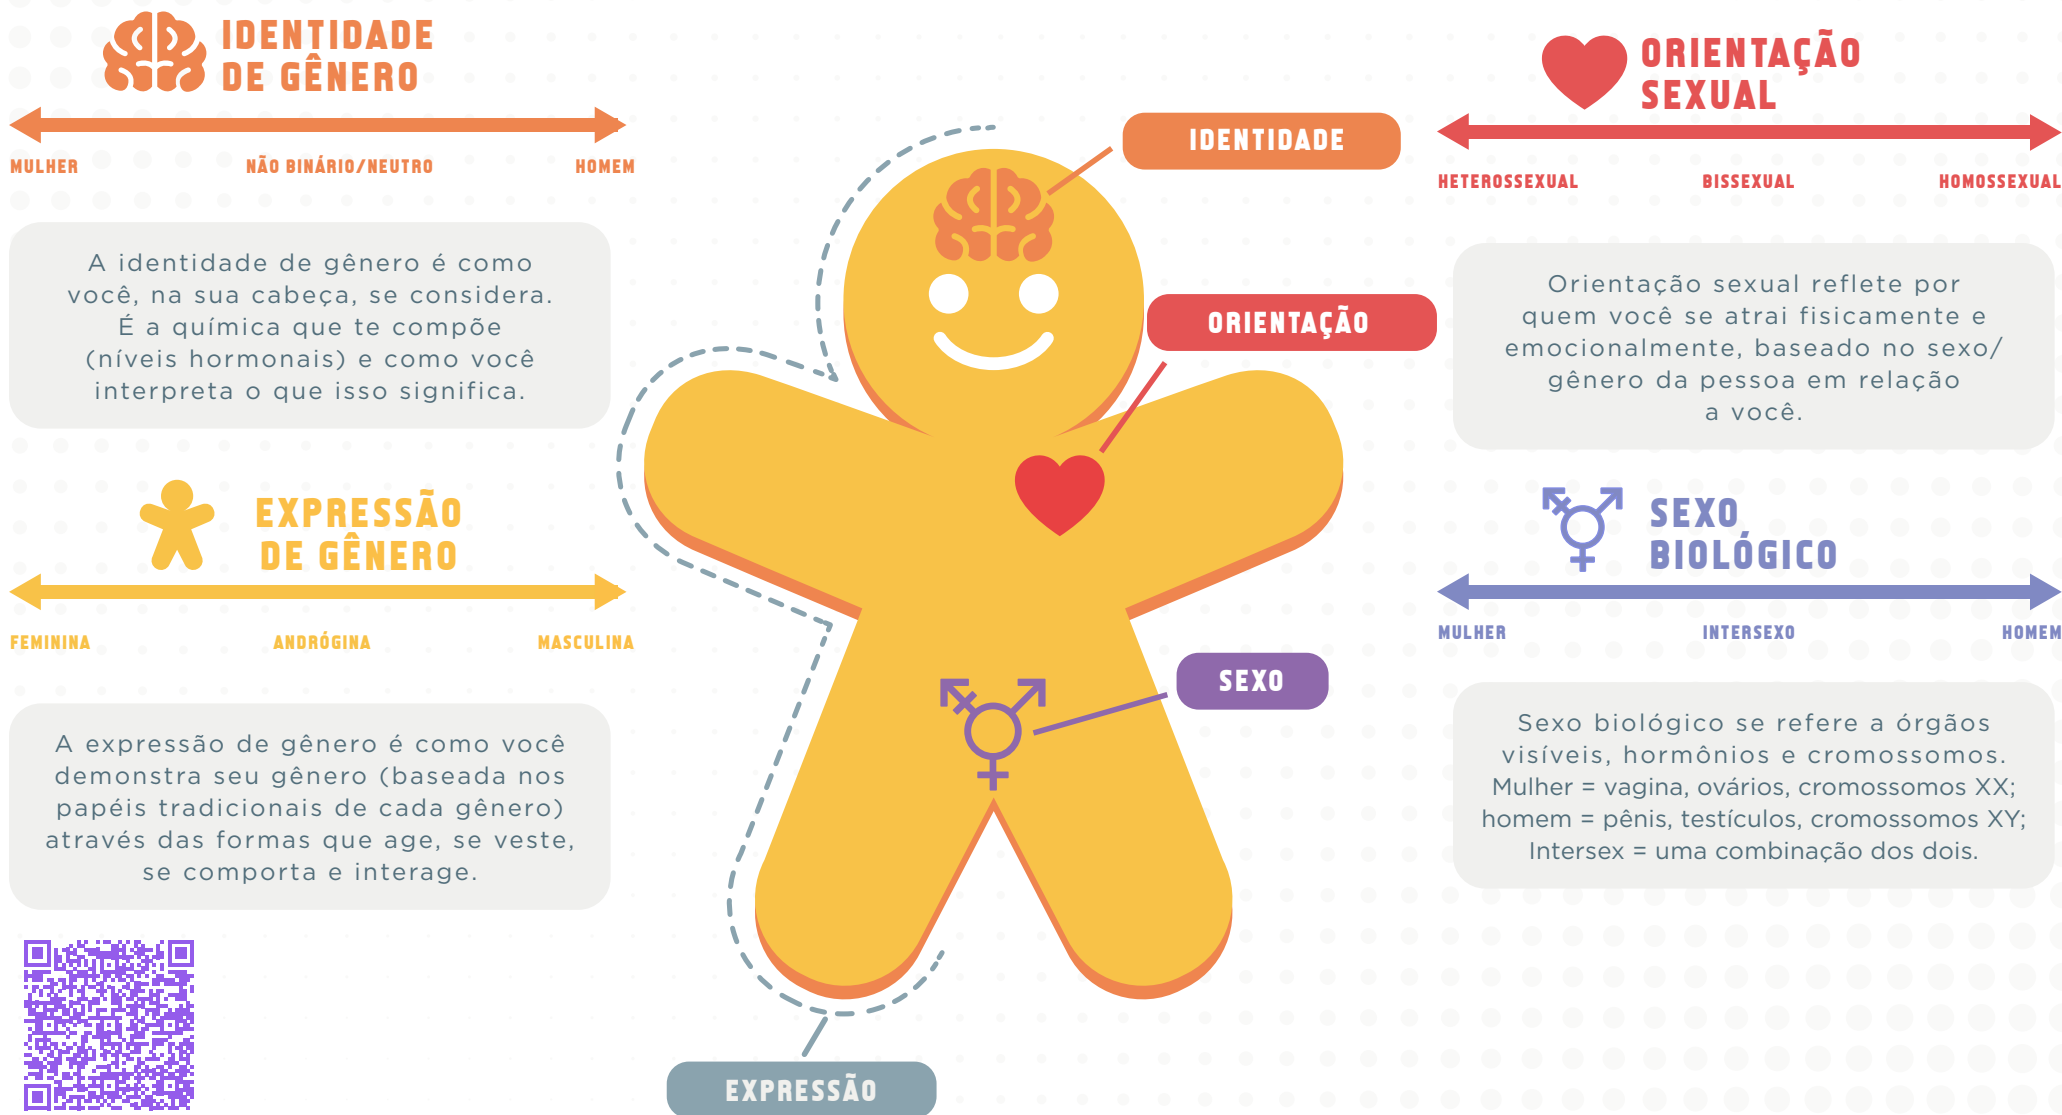 IDENTIDADE
DE GÊNERO
MULHER
NÃO BINÁRIO/NEUTRO
HOMEM
A identidade de gênero é como
você, na sua cabeça, se considera.
É a química que te compõe
(níveis hormonais) e como você
interpreta o que isso significa.
EXPRESSÃO
DE GÊNERO
FEMININA
ANDRÓGINA
MASCULINA
A expressão de gênero é como você
demonstra seu gênero (baseada nos
papéis tradicionais de cada gênero)
através das formas que age, se veste,
se comporta e interage.
IDENTIDADE
ORIENTAÇÃO
SEXO
EXPRESSÃO
ORIENTAÇÃO
SEXUAL
HETEROSSEXUAL
BISSEXUAL
HOMOSSEXUAL
Orientação sexual reflete por
quem você se atrai fisicamente e
emocionalmente, baseado no sexo/
gênero da pessoa em relação
a você.
SEXO
BIOLÓGICO
MULHER
INTERSEXO
HOMEM
Sexo biológico se refere a órgãos
visíveis, hormônios e cromossomos.
Mulher = vagina, ovários, cromossomos XX;
homem = pênis, testículos, cromossomos XY;
Intersex = uma combinação dos dois.